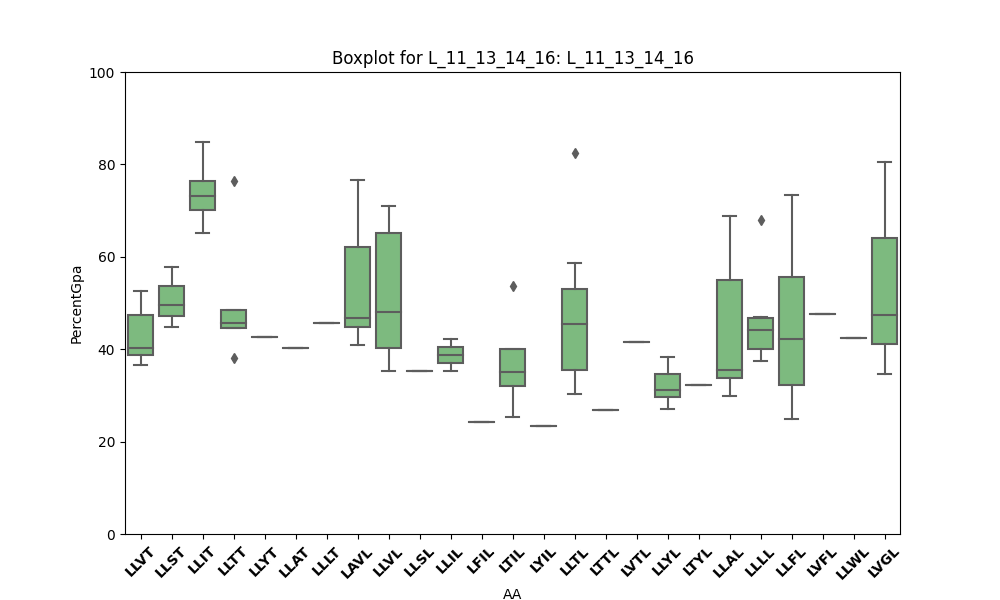 Boxplot for L_11_13_14_16: L_11_13_14_16
100
80
60
40
20
0
PercentGpa
LLVT LLST LLIT LLTT LLYT LLAT LLLT LAVL LLVL LLSL LLIL LFIL LTIL LYIL LLTL LTTL LVTL LLYL LTYL LLAL LLLL LLFL LVFL LLWL LVGL
AA